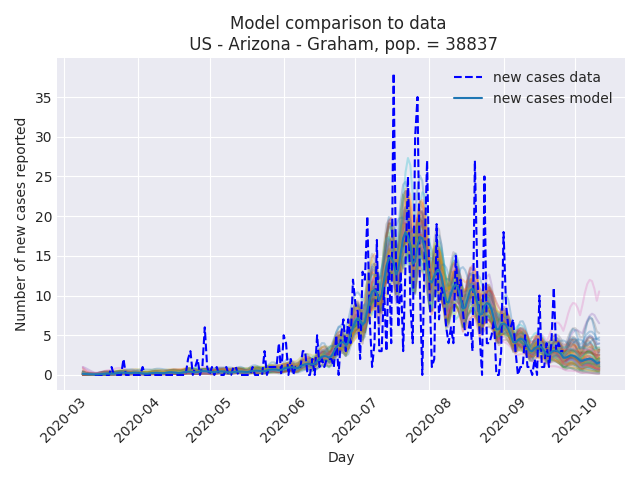 Model comparison to data
US - Arizona - Graham, pop. = 38837
new cases data
new cases model
Number of new cases reported
35
30
25
20
15
10
5
0
2020-03
2020-04
2020-05
2020-06
2020-07
2020-08
2020-09
2020-10
Day